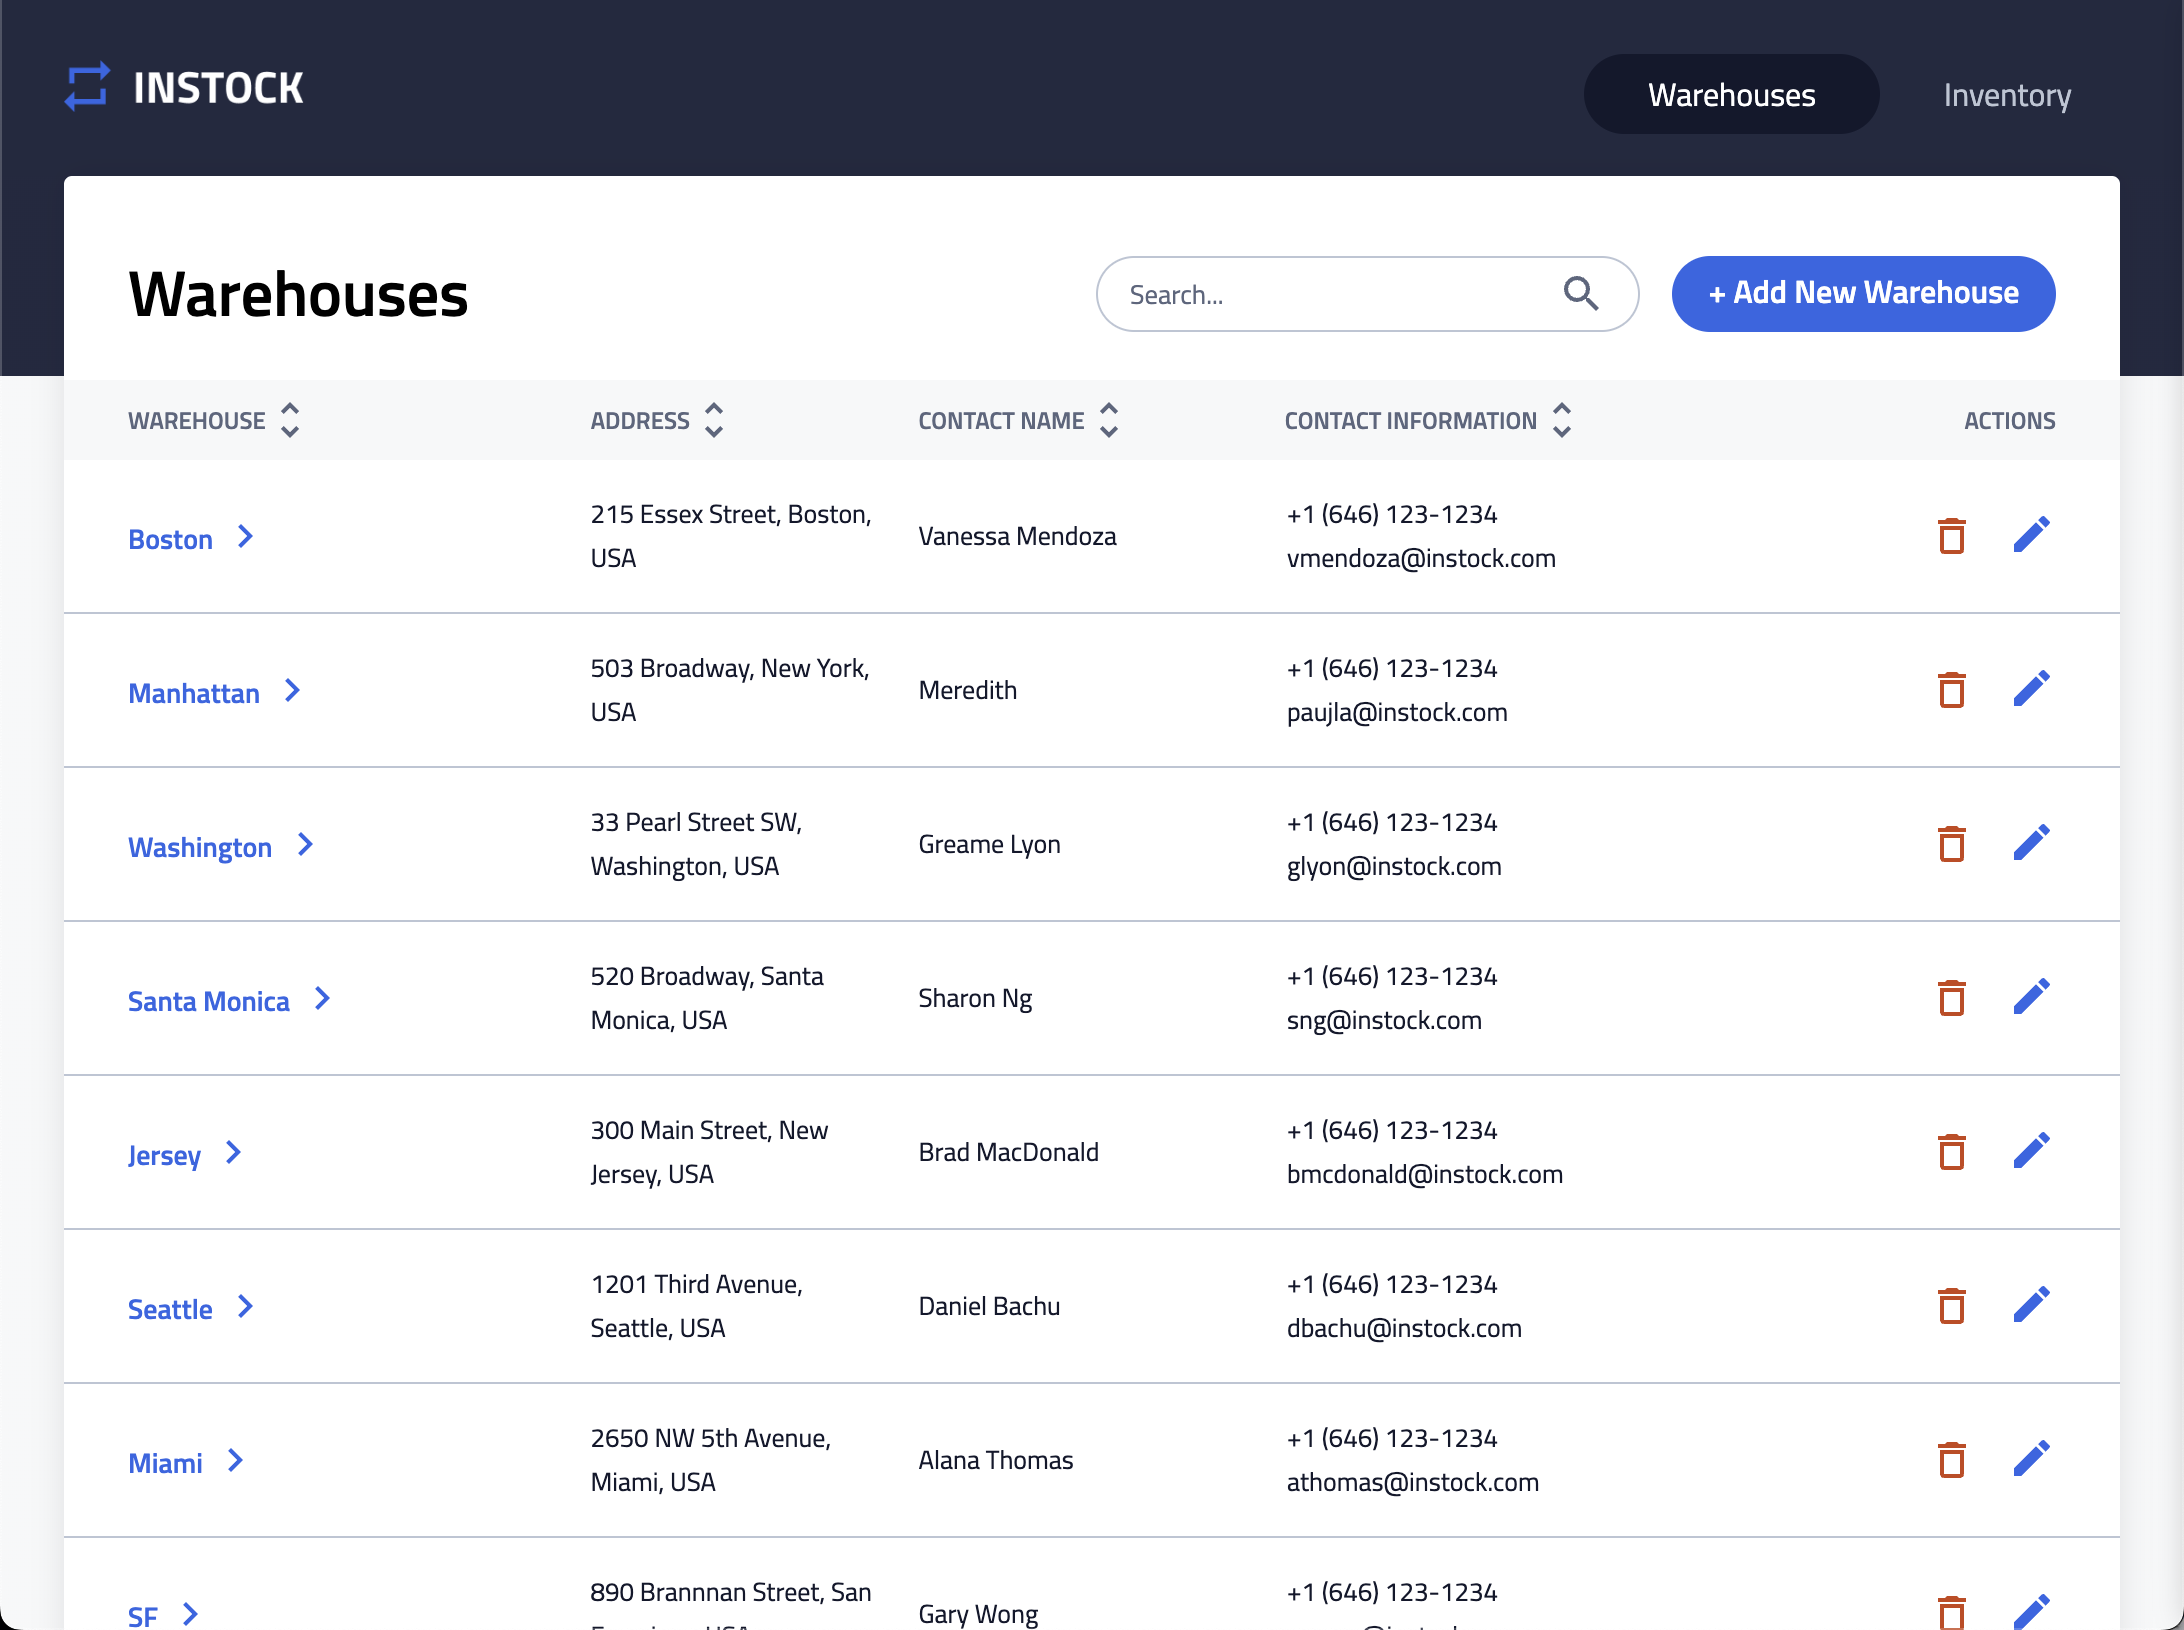 INSTOCK
Warehouses
Inventory
Warehouses
Search...
+ Add New Warehouse
WAREHOUSE
ADDRESS
CONTACT NAME
CONTACT INFORMATION
ACTIONS
Boston
215 Essex Street, Boston,
USA
Vanessa Mendoza
+1 (646) 123-1234
vmendoza@instock.com
Manhattan
503 Broadway, New York,
USA
Meredith
+1 (646) 123-1234
paujla@instock.com
Washington
33 Pearl Street SW,
Washington, USA
Greame Lyon
+1 (646) 123-1234
glyon@instock.com
Santa Monica
520 Broadway, Santa
Monica, USA
Sharon Ng
+1 (646) 123-1234
sng@instock.com
Jersey
300 Main Street, New
Jersey, USA
Brad MacDonald
+1 (646) 123-1234
bmcdonald@instock.com
Seattle
1201 Third Avenue,
Seattle, USA
Daniel Bachu
+1 (646) 123-1234
dbachu@instock.com
Miami
2650 NW 5th Avenue,
Miami, USA
Alana Thomas
+1 (646) 123-1234
athomas@instock.com
SF
890 Brannnan Street, San
Gary Wong
+1 (646) 123-1234